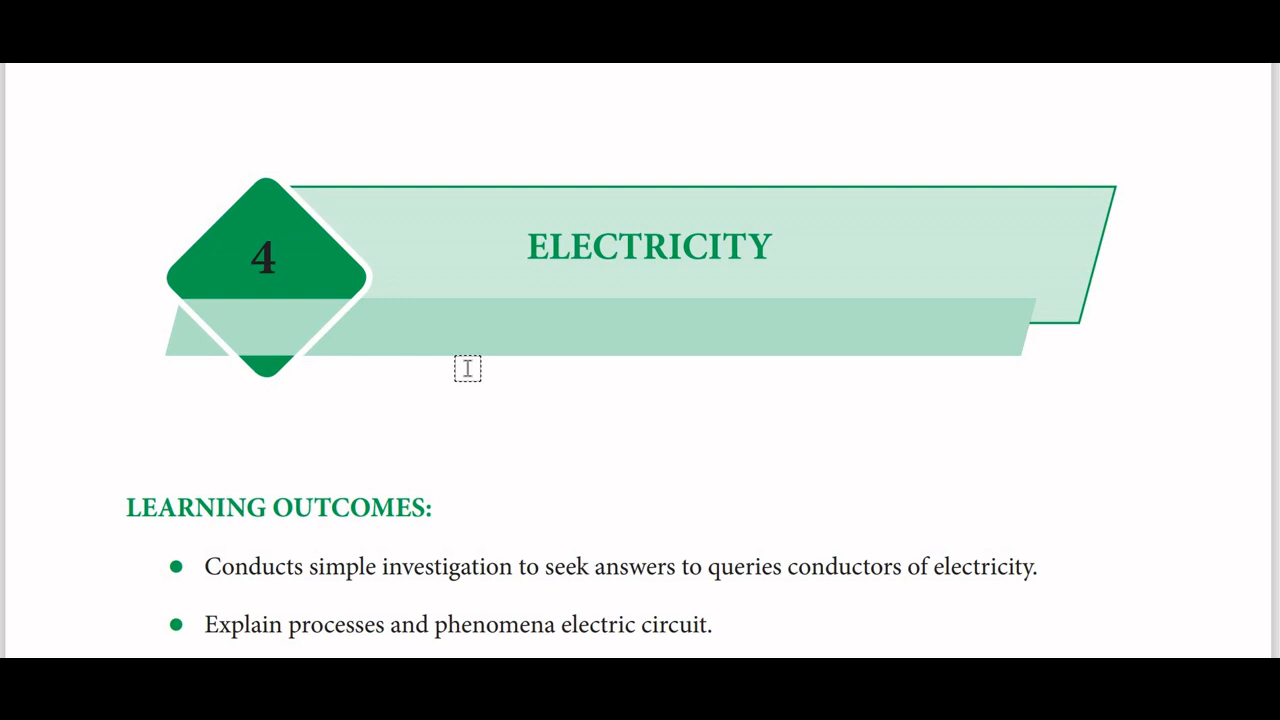 4
ELECTRICITY
LEARNING OUTCOMES:
● Conducts simple investigation to seek answers to queries conductors of electricity.
● Explain processes and phenomena electric circuit.